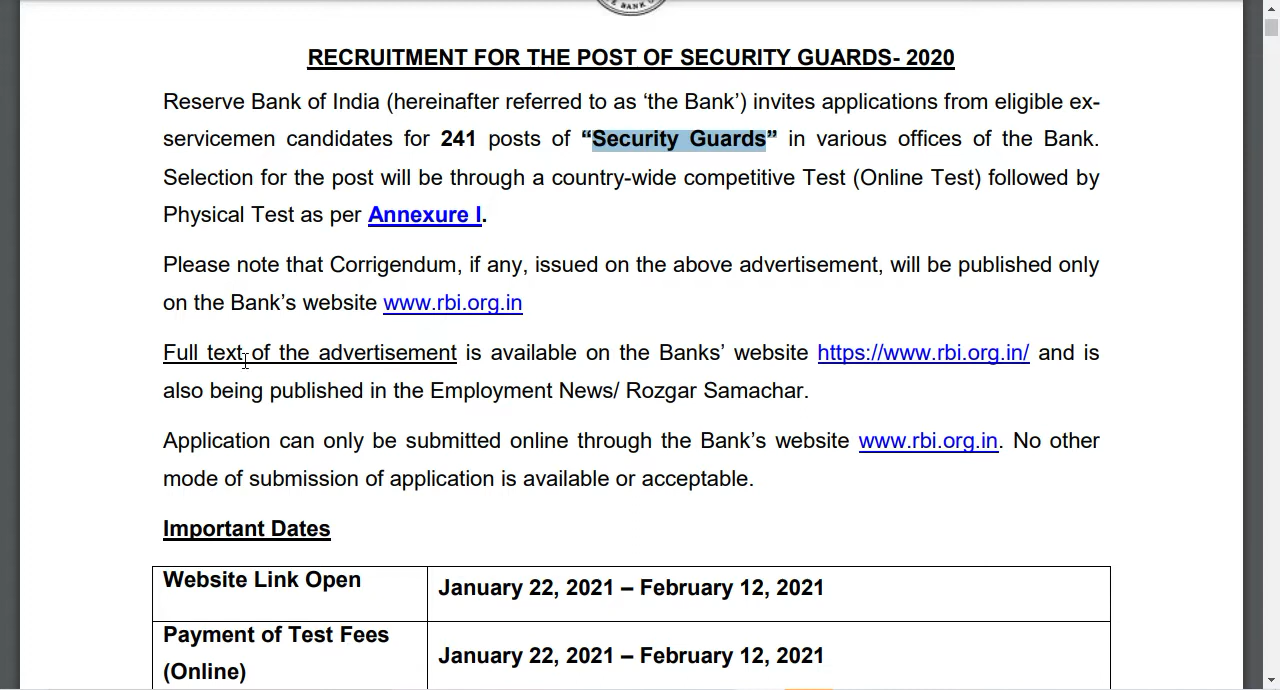 E BANK O
RECRUITMENT FOR THE POST OF SECURITY GUARDS- 2020
Reserve Bank of India (hereinafter referred to as ‘the Bank’) invites applications from eligible ex-
servicemen candidates for 241 posts of “Security Guards” in various offices of the Bank.
Selection for the post will be through a country-wide competitive Test (Online Test) followed by
Physical Test as per Annexure I.
Please note that Corrigendum, if any, issued on the above advertisement, will be published only
on the Bank’s website www.rbi.org.in
Full text of the advertisement is available on the Banks’ website https://www.rbi.org.in/ and is
also being published in the Employment News/ Rozgar Samachar.
Application can only be submitted online through the Bank’s website www.rbi.org.in. No other
mode of submission of application is available or acceptable.
Important Dates
Website Link Open January 22, 2021 – February 12, 2021
Payment of Test Fees
(Online) January 22, 2021 – February 12, 2021